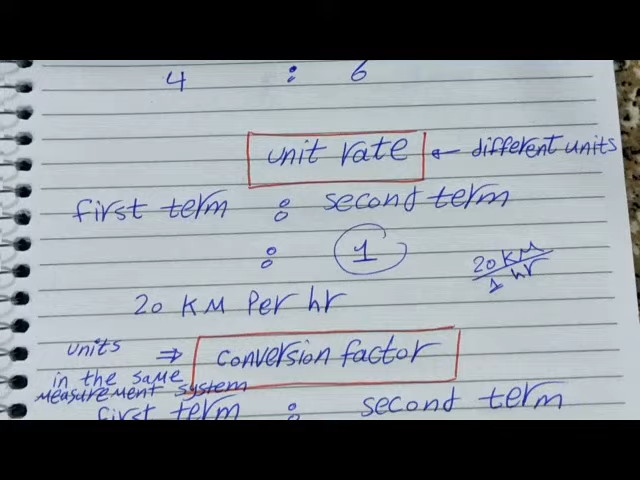 4 : 6
unit rate ← different units
first term : second term
: 1
20 KM
1 hr
20 KM Per hr
units ⇒ conversion factor
in the same
measurement system
first term : second term